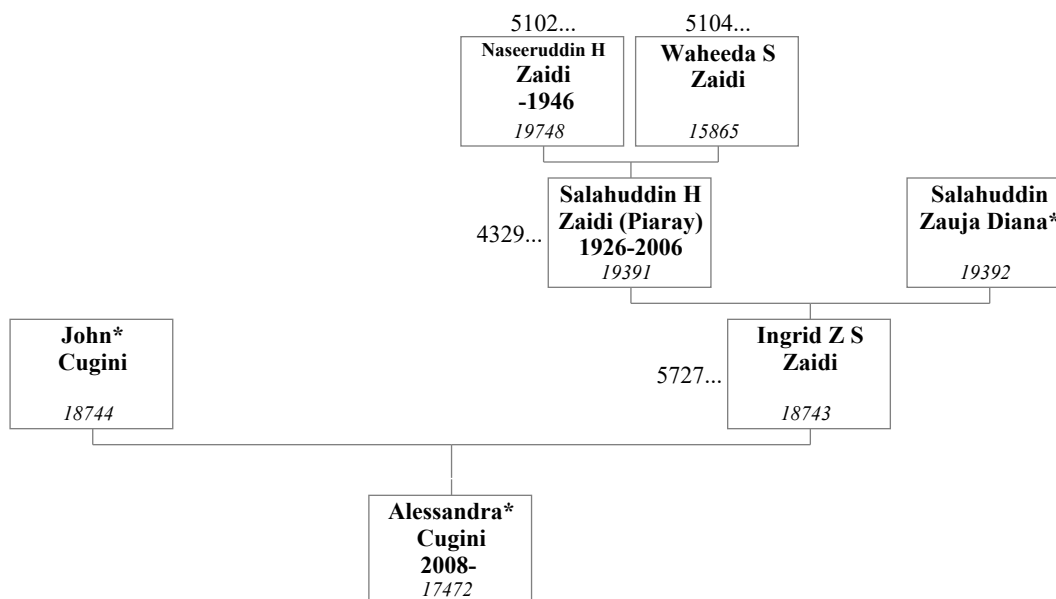 5102...
5104...
Naseeruddin H
Zaidi
-1946
19748
Waheeda S
Zaidi
15865
4329...
Salahuddin H
Zaidi (Piaray)
1926-2006
19391
Salahuddin
Zauja Diana*
19392
John*
Cugini
18744
5727...
Ingrid Z S
Zaidi
18743
Alessandra*
Cugini
2008-
17472